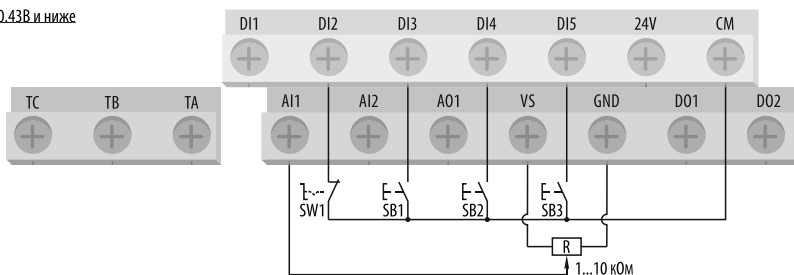 0.43В и ниже
DI1 DI2 DI3 DI4 DI5 24V CM
TC TB TA AI1 AI2 AO1 VS GND DO1 DO2
SW1 SB1 SB2 SB3
R
1...10 кОм